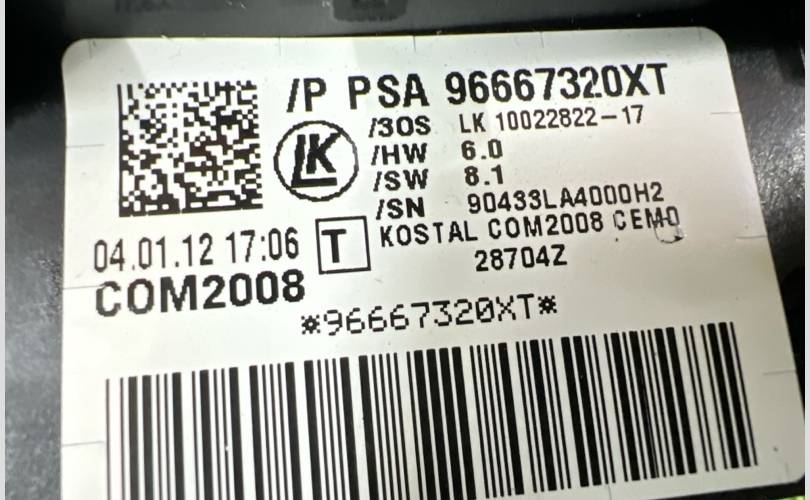 /P PSA 96667320XT
/3OS LK 10022822-17
LK
/HW 6.0
/SW 8.1
/SN 90433LA4000H2
04.01.12 17:06 T KOSTAL COM2008 CEMO
28704Z
COM2008
*96667320XT*